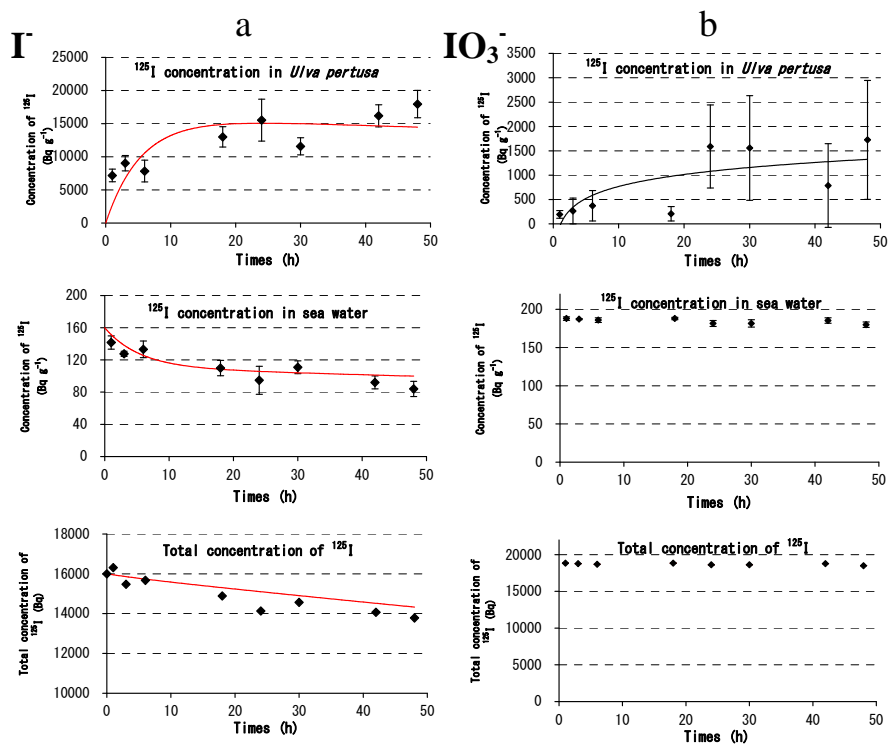 a
b
I⁻
IO₃⁻
¹²⁵I concentration in Ulva pertusa
Concentration of ¹²⁵I
(Bq g⁻¹)
25000
20000
15000
10000
5000
0
0 10 20 30 40 50
Times (h)
¹²⁵I concentration in Ulva pertusa
Concentration of ¹²⁵I
(Bq g⁻¹)
3500
3000
2500
2000
1500
1000
500
0
0 10 20 30 40 50
Times (h)
¹²⁵I concentration in sea water
Concentration of ¹²⁵I
(Bq g⁻¹)
200
160
120
80
40
0
0 10 20 30 40 50
Times (h)
¹²⁵I concentration in sea water
Concentration of ¹²⁵I
(Bq g⁻¹)
200
150
100
50
0
0 10 20 30 40 50
Times (h)
Total concentration of ¹²⁵I
Total concentration of
¹²⁵I (Bq)
18000
16000
14000
12000
10000
0 10 20 30 40 50
Times (h)
Total concentration of ¹²⁵I
Total concentration of
¹²⁵I (Bq)
20000
15000
10000
5000
0
0 10 20 30 40 50
Times (h)